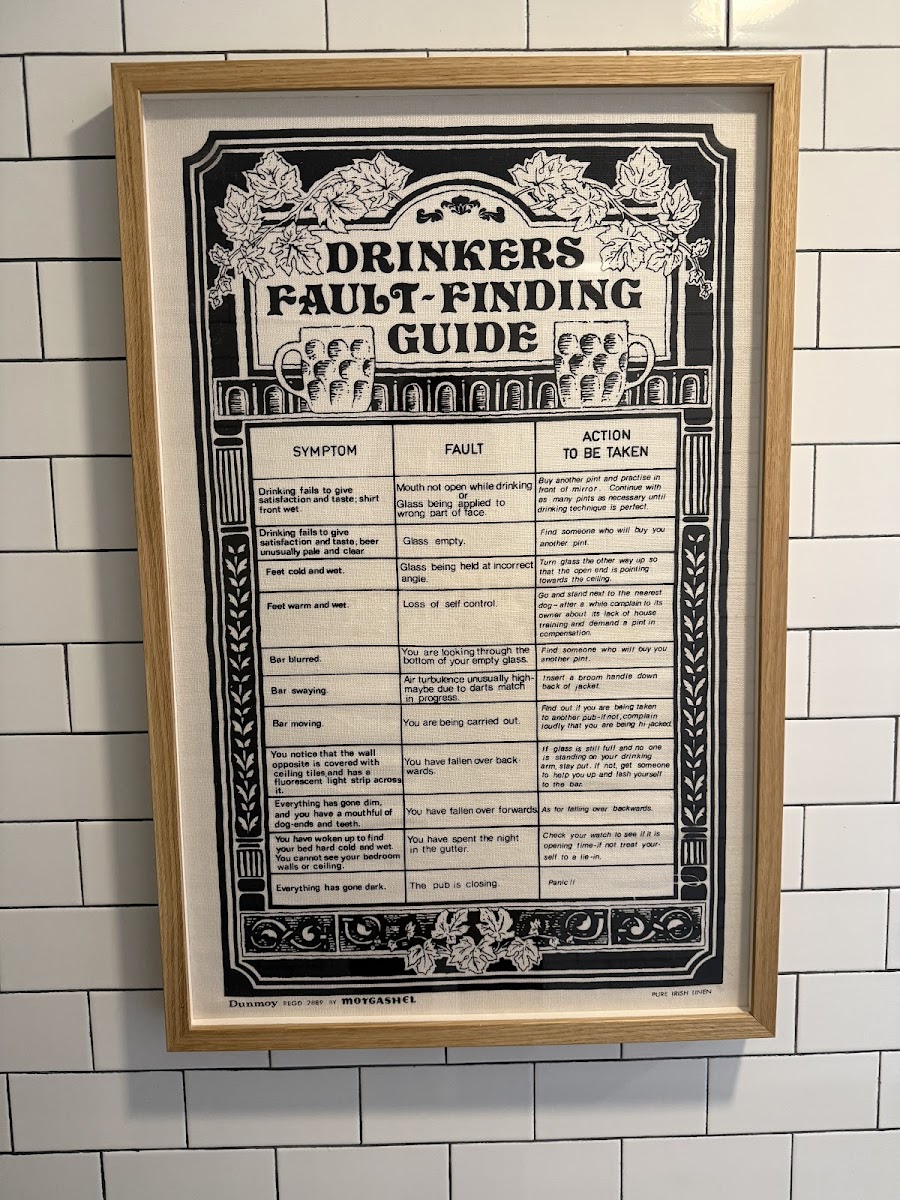 DRINKERS
FAULT-FINDING
GUIDE
SYMPTOM
FAULT
ACTION
TO BE TAKEN
Drinking fails to give
satisfaction and taste; shirt
front wet.
Mouth not open while drinking
or
Glass being applied to
wrong part of face.
Buy another pint and practise in
front of mirror. Continue with
as many pints as necessary until
drinking technique is perfect.
Drinking fails to give
satisfaction and taste; beer
unusually pale and clear.
Glass empty.
Find someone who will buy you
another pint.
Feet cold and wet.
Glass being held at incorrect
angle.
Turn glass the other way up so
that the open end is pointing
towards the ceiling.
Feet warm and wet.
Loss of self control.
Go and stand next to the nearest
dog - after a while complain to its
owner about its lack of house
training and demand a pint in
compensation.
Bar blurred.
You are looking through the
bottom of your empty glass.
Find someone who will buy you
another pint.
Bar swaying.
Air turbulence unusually high-
maybe due to darts match
in progress.
Insert a broom handle down
back of jacket.
Bar moving.
You are being carried out.
Find out if you are being taken
to another pub-if not, complain
loudly that you are being hi-jacked.
You notice that the wall
opposite is covered with
ceiling tiles and has a
fluorescent light strip across
it.
You have fallen over back-
wards.
If glass is still full and no one
is standing on your drinking
arm, stay put. If not, get someone
to help you up and lash yourself
to the bar.
Everything has gone dim,
and you have a mouthful of
dog-ends and teeth.
You have fallen over forwards.
As for falling over backwards.
You have woken up to find
your bed hard cold and wet.
You cannot see your bedroom
walls or ceiling.
You have spent the night
in the gutter.
Check your watch to see if it is
opening time-if not treat your-
self to a lie-in.
Everything has gone dark.
The pub is closing.
Panic!!
Dunmoy REGD 2889 BY MOYGASHEL
PURE IRISH LINEN